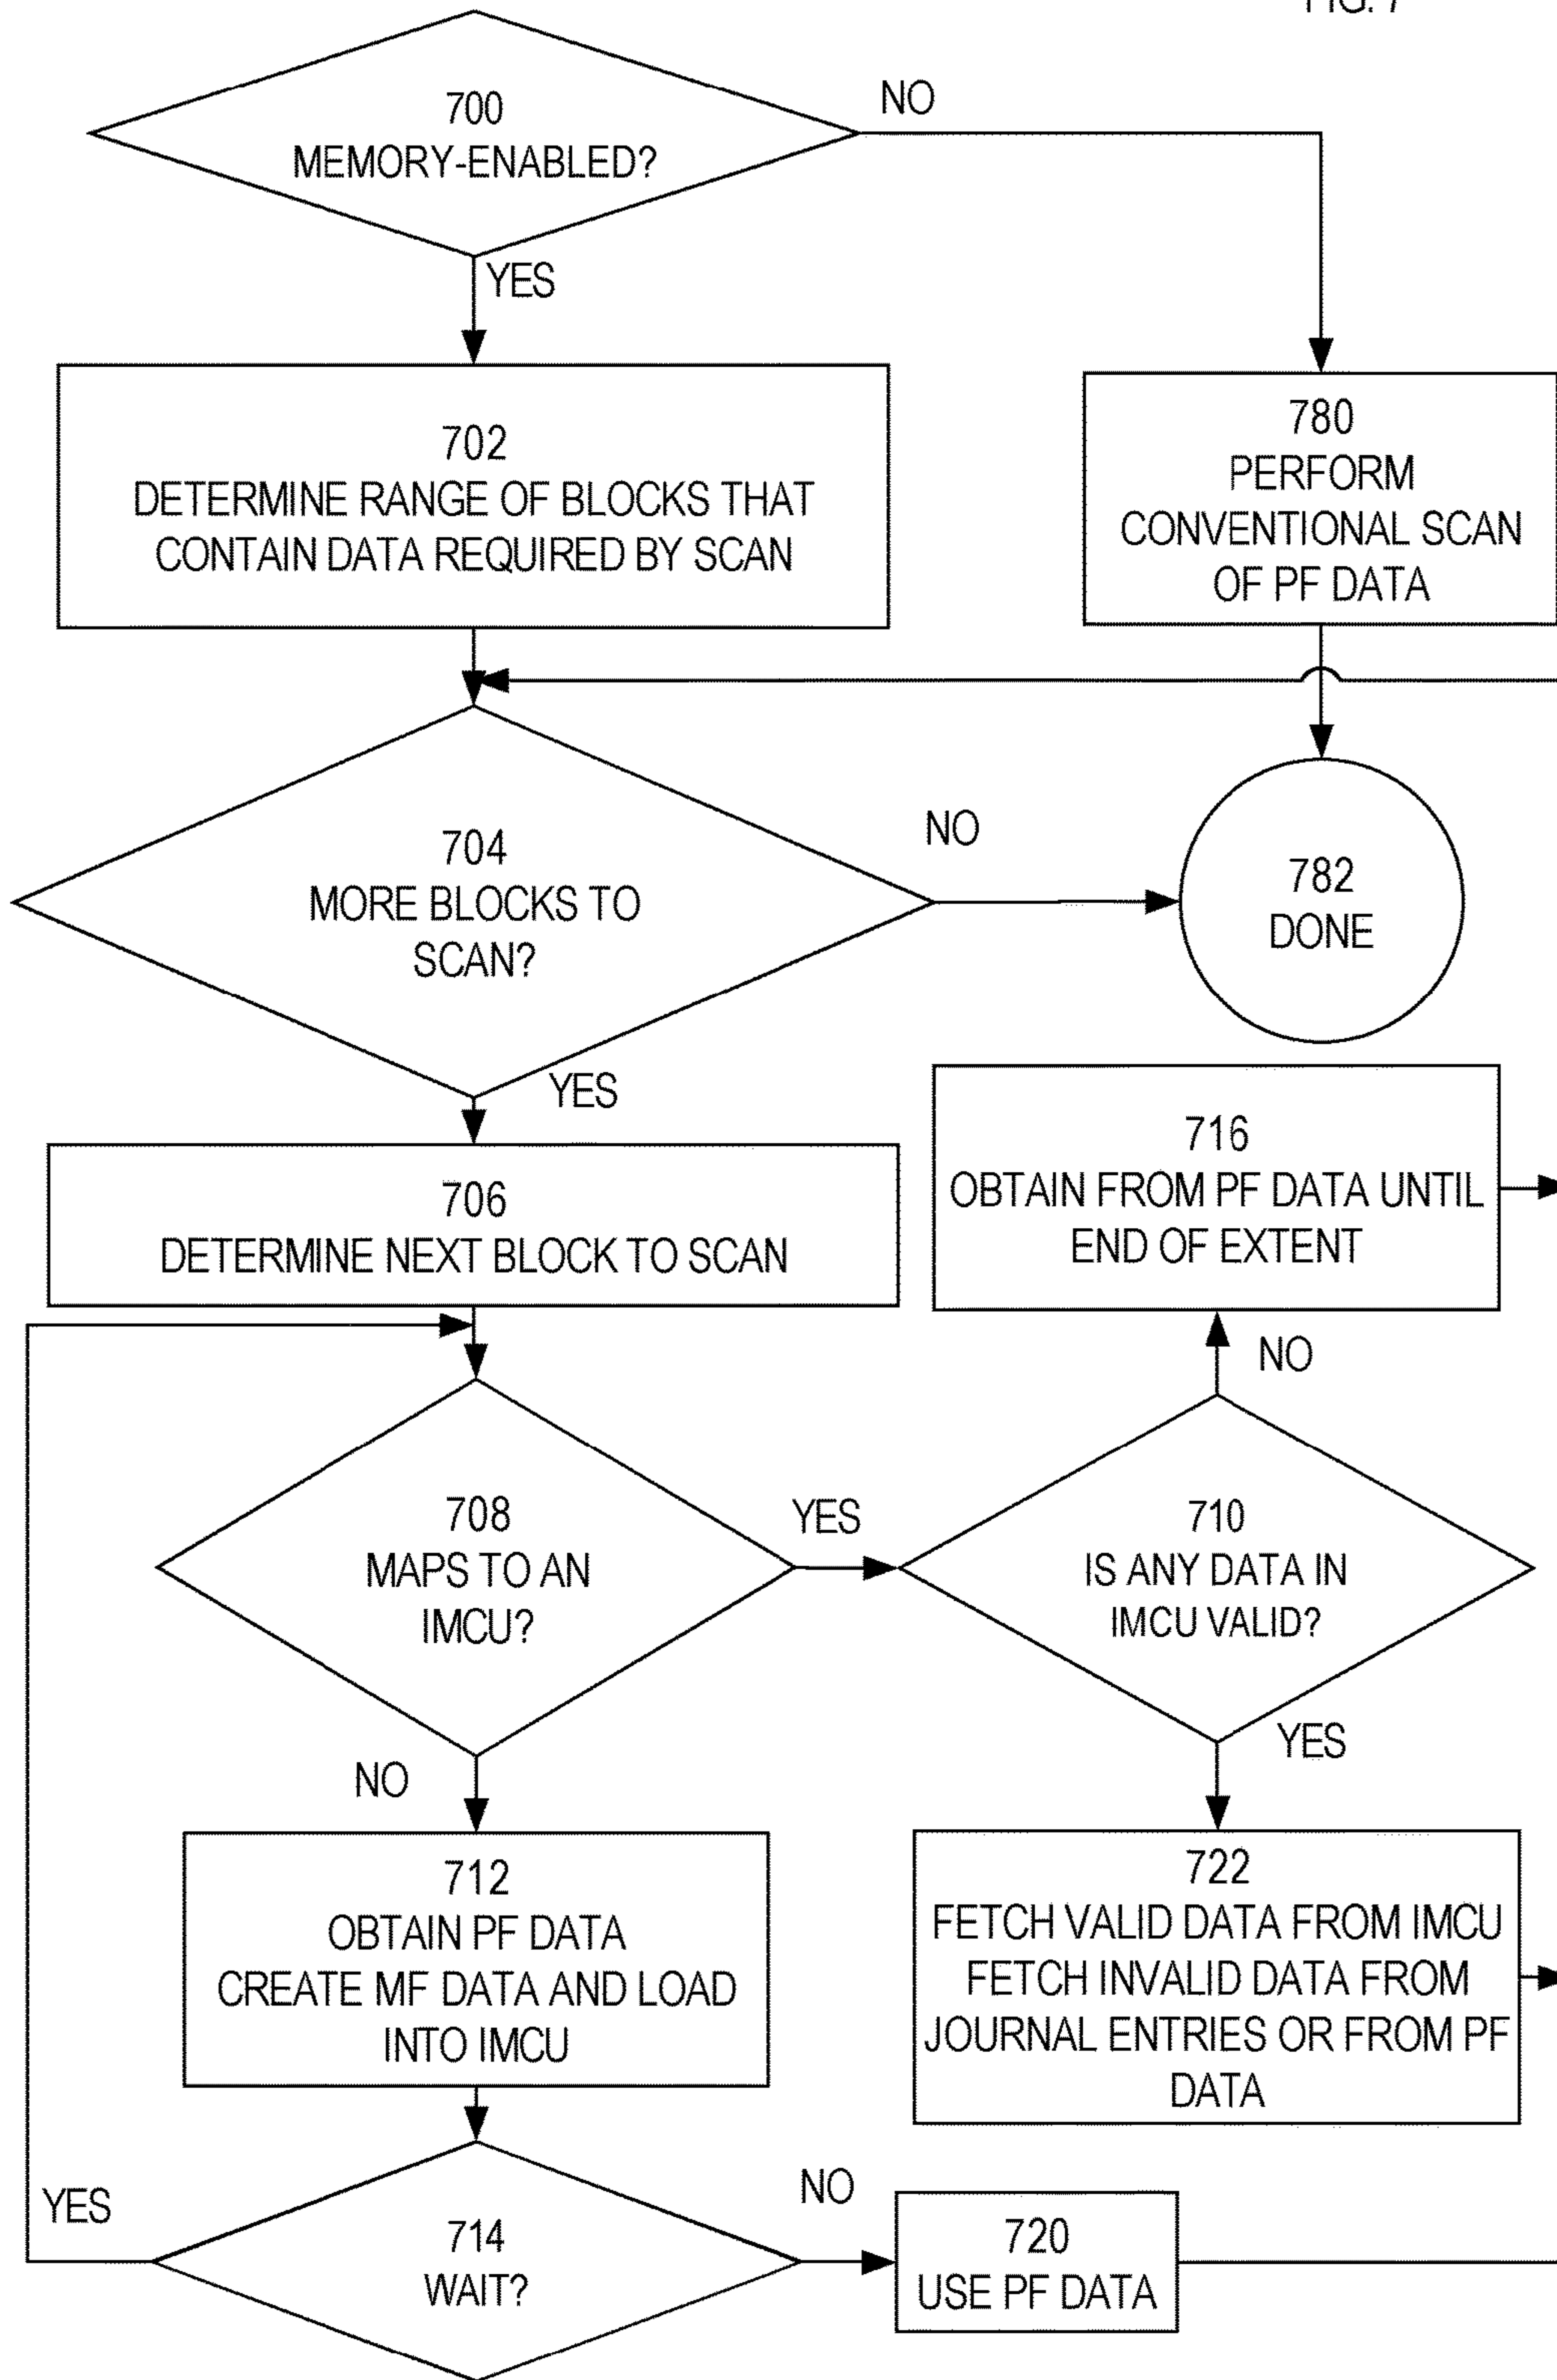 FIG. 7
700
MEMORY-ENABLED?
NO
YES
702
DETERMINE RANGE OF BLOCKS THAT
CONTAIN DATA REQUIRED BY SCAN
780
PERFORM
CONVENTIONAL SCAN
OF PF DATA
704
MORE BLOCKS TO
SCAN?
NO
782
DONE
YES
706
DETERMINE NEXT BLOCK TO SCAN
716
OBTAIN FROM PF DATA UNTIL
END OF EXTENT
NO
708
MAPS TO AN
IMCU?
YES
710
IS ANY DATA IN
IMCU VALID?
YES
NO
712
OBTAIN PF DATA
CREATE MF DATA AND LOAD
INTO IMCU
722
FETCH VALID DATA FROM IMCU
FETCH INVALID DATA FROM
JOURNAL ENTRIES OR FROM PF
DATA
YES
714
WAIT?
NO
720
USE PF DATA